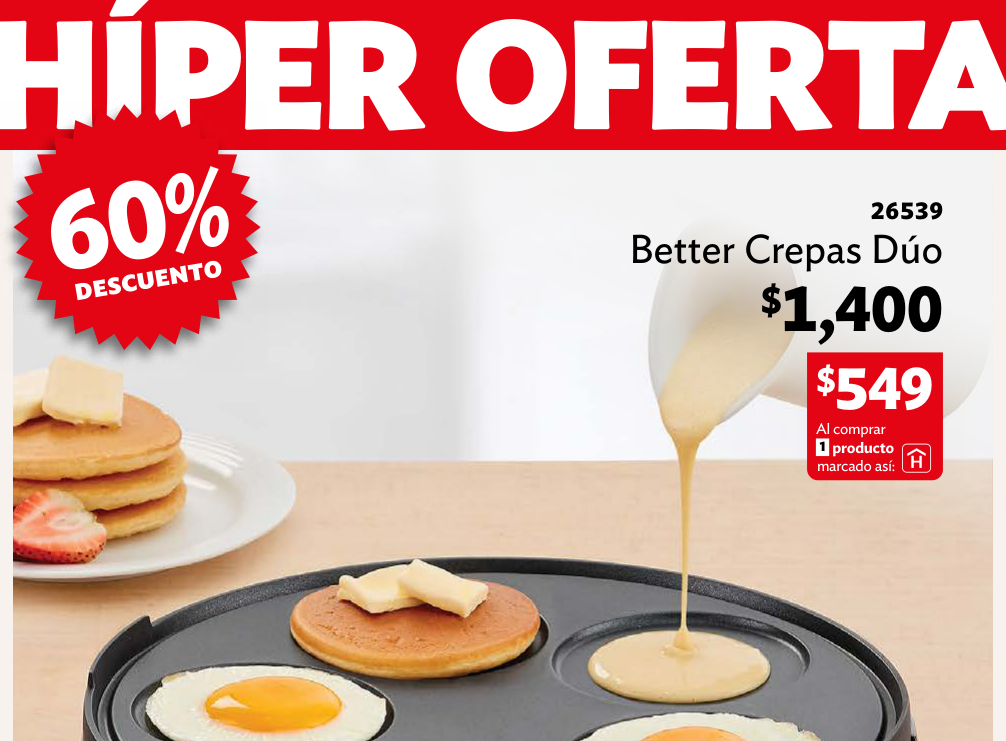 HÍPER OFERTA
60%
DESCUENTO
26539
Better Crepas Dúo
$1,400
$549
Al comprar
1 producto
marcado así: H